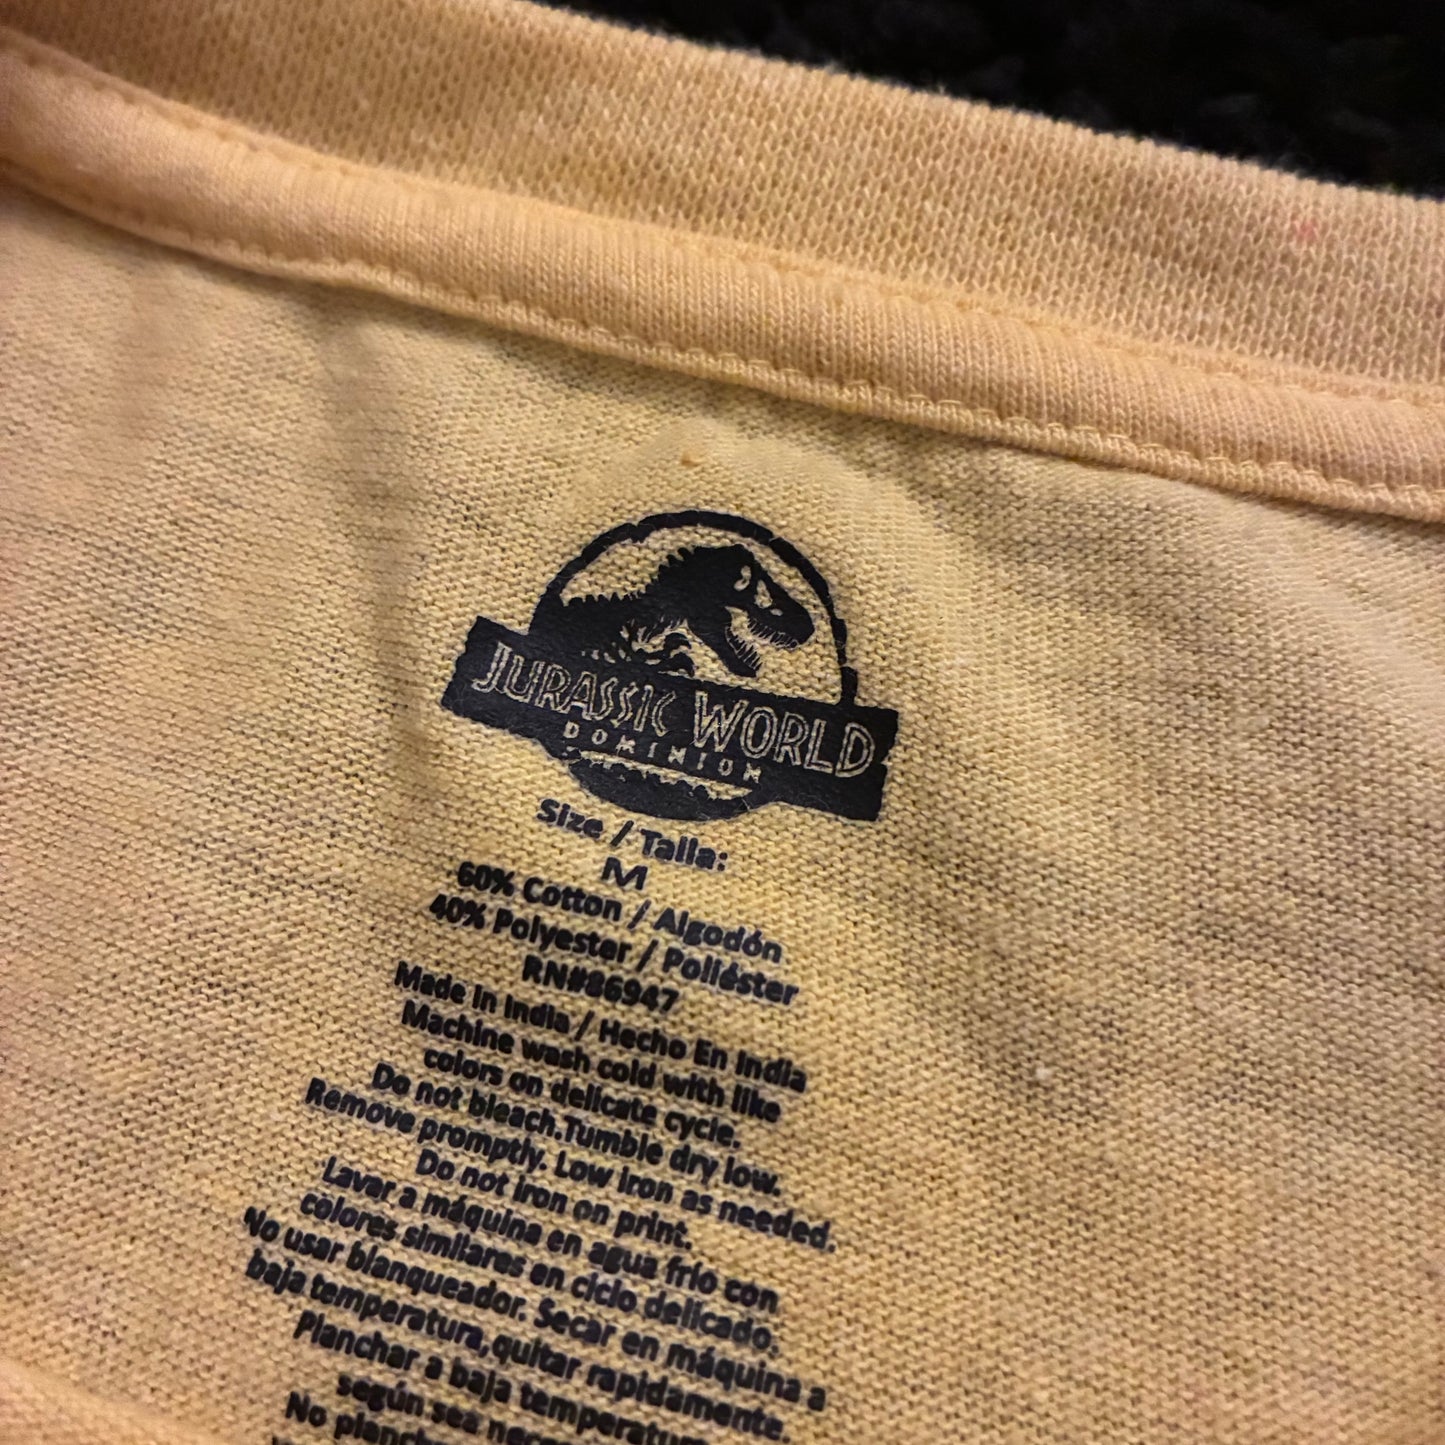 JURASSIC WORLD
DOMINION
Size / Talla:
M
60% Cotton / Algodón
40% Polyester / Poliéster
RN#86947
Made In India / Hecho En India
Machine wash cold with like
colors on delicate cycle.
Do not bleach.Tumble dry low.
Remove promptly. Low iron as needed.
Do not iron on print.
Lavar a máquina en agua frío con
colores similares en ciclo delicado.
No usar blanqueador. Secar en máquina a
baja temperatura,quitar rapidamente.
Planchar a baja temperatura
según sea
No